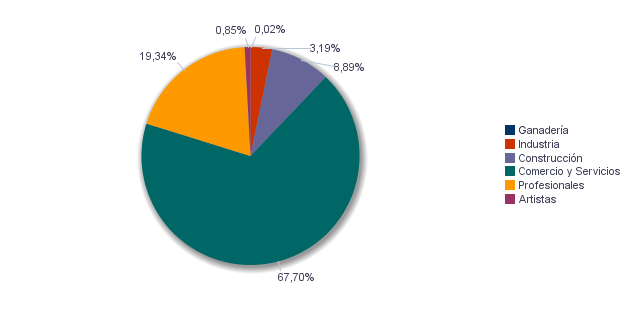 0,85%
0,02%
3,19%
8,89%
19,34%
67,70%
Ganadería
Industria
Construcción
Comercio y Servicios
Profesionales
Artistas